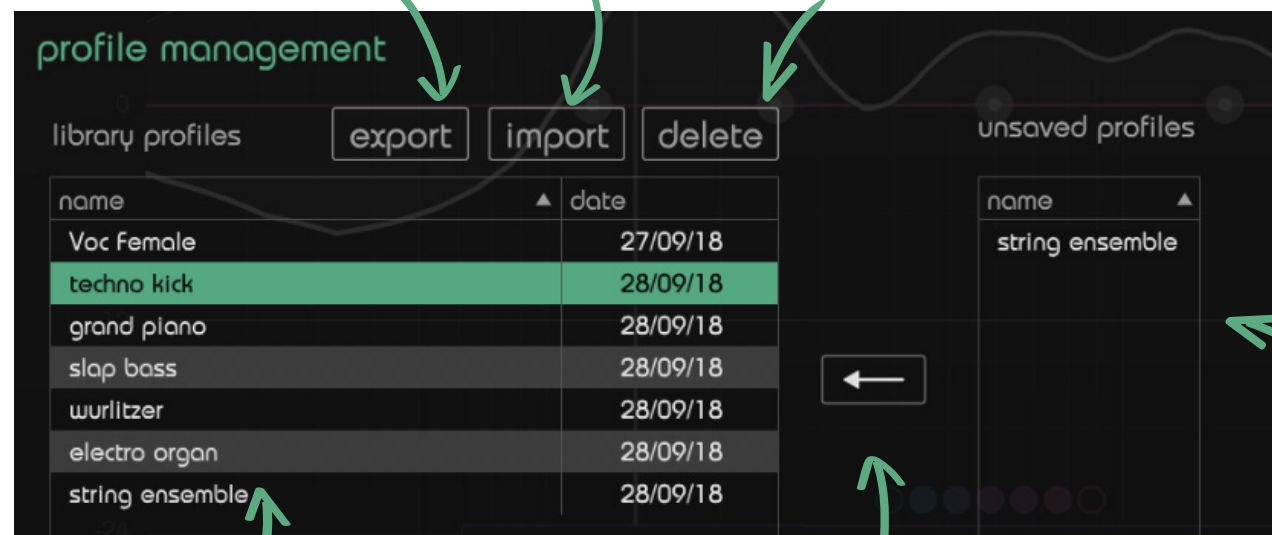 profile management
0
library profiles export import delete unsaved profiles
name ▲ date name ▲
Voc Female 27/09/18 string ensemble
techno kick 28/09/18
grand piano 28/09/18
slap bass 28/09/18
wurlitzer 28/09/18
electro organ 28/09/18
string ensemble 28/09/18
-24